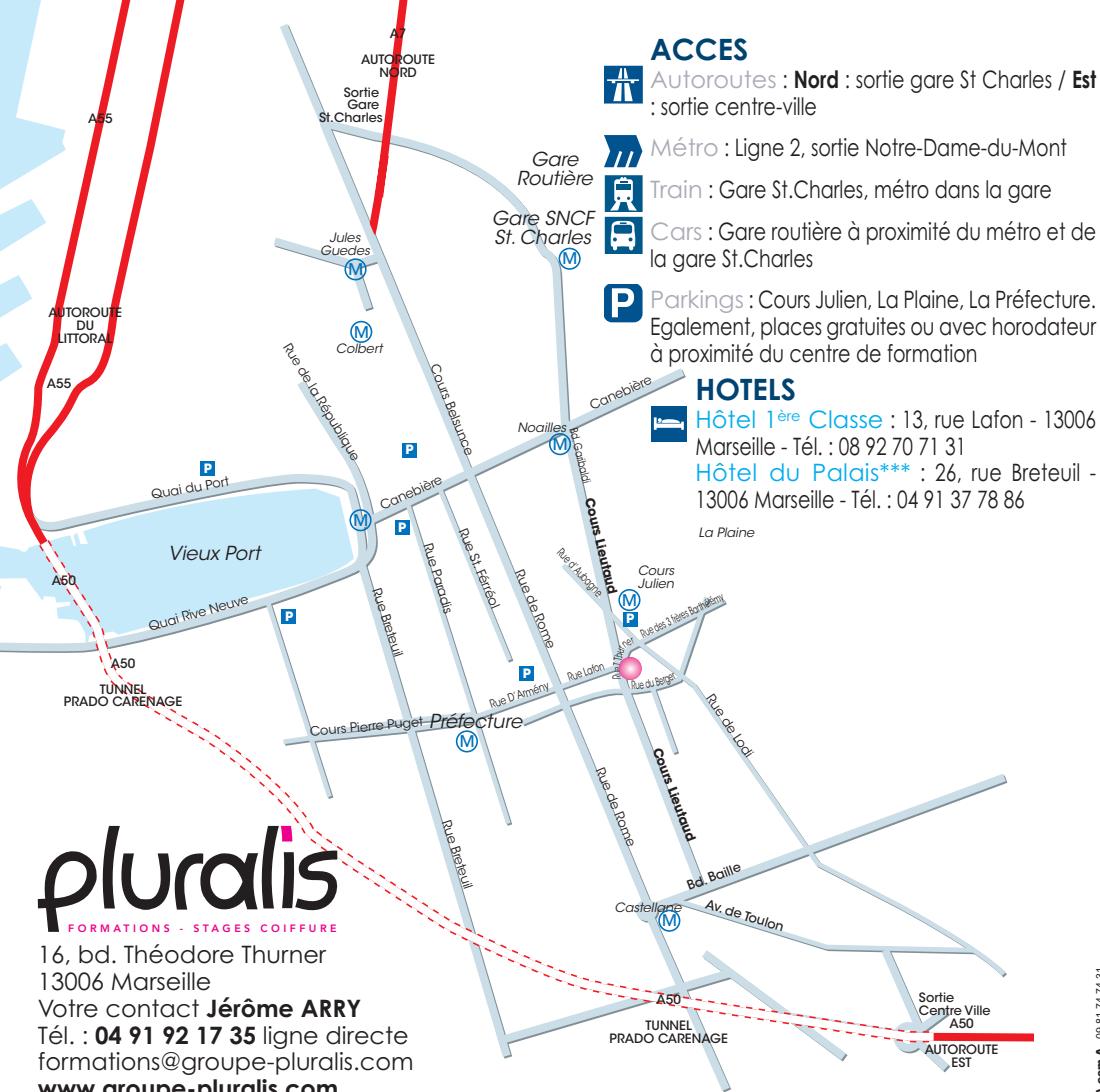 A7
AUTOROUTE
NORD
Sortie
Gare
St.Charles
A55
Gare
Routière
Gare SNCF
St. Charles
M
Jules
Guedes
M
M
Colbert
AUTOROUTE
DU
LITTORAL
A55
Rue de la République
Cours Belsunce
Canebière
Noailles
M
Bd.Garibaldi
P
P
Quai du Port
Canebière
M
P
Cours Lieutaud
Vieux Port
Rue St. Férréol
Rue Paradis
Rue d'Aubagne
Cours
Julien
M
P
A50
Rue de Rome
Rue Breteuil
Quai Rive Neuve
P
Rue des 3 frères Barthélémy
A50
TUNNEL
PRADO CARENAGE
P
Rue Lafon
Rue D'Armény
Rue du Berger
Rue de Lodi
Cours Pierre Puget
Préfecture
M
Cours Lieutaud
Rue de Rome
Rue Breteuil
Bd. Baille
Castellane
M
Av. de Toulon
A50
TUNNEL
PRADO CARENAGE
Sortie
Centre Ville
A50
AUTOROUTE
EST
ACCES
Autoroutes : Nord : sortie gare St Charles / Est
: sortie centre-ville
Métro : Ligne 2, sortie Notre-Dame-du-Mont
Train : Gare St.Charles, métro dans la gare
Cars : Gare routière à proximité du métro et de
la gare St.Charles
P
Parkings : Cours Julien, La Plaine, La Préfecture.
Egalement, places gratuites ou avec horodateur
à proximité du centre de formation
HOTELS
Hôtel 1ère Classe : 13, rue Lafon - 13006
Marseille - Tél. : 08 92 70 71 31
Hôtel du Palais*** : 26, rue Breteuil -
13006 Marseille - Tél. : 04 91 37 78 86
La Plaine
pluralis
FORMATIONS - STAGES COIFFURE
16, bd. Théodore Thurner
13006 Marseille
Votre contact Jérôme ARRY
Tél. : 04 91 92 17 35 ligne directe
formations@groupe-pluralis.com
www.groupe-pluralis.com